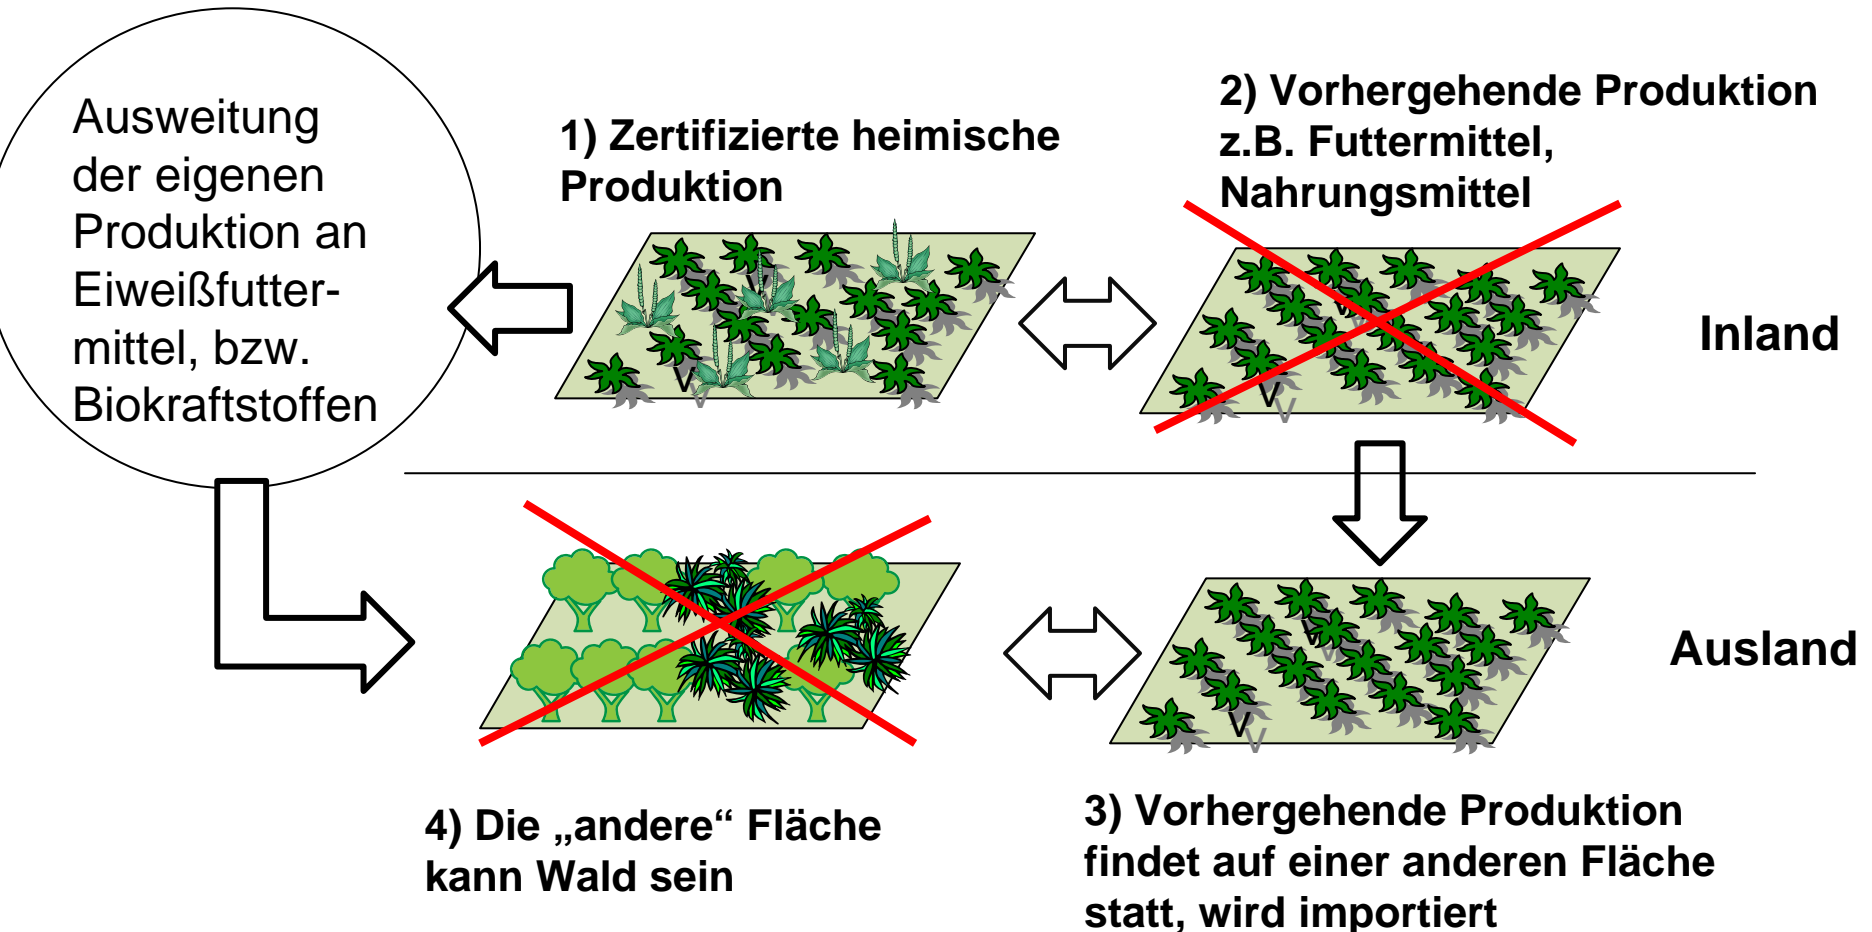 Ausweitung
der eigenen
Produktion an
Eiweißfutter-
mittel, bzw.
Biokraftstoffen
1) Zertifizierte heimische
Produktion
2) Vorhergehende Produktion
z.B. Futtermittel,
Nahrungsmittel
Inland
Ausland
4) Die „andere“ Fläche
kann Wald sein
3) Vorhergehende Produktion
findet auf einer anderen Fläche
statt, wird importiert